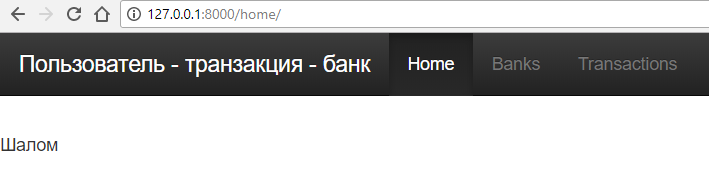 127.0.0.1:8000/home/
Пользователь - транзакция - банк Home Banks Transactions
Шалом